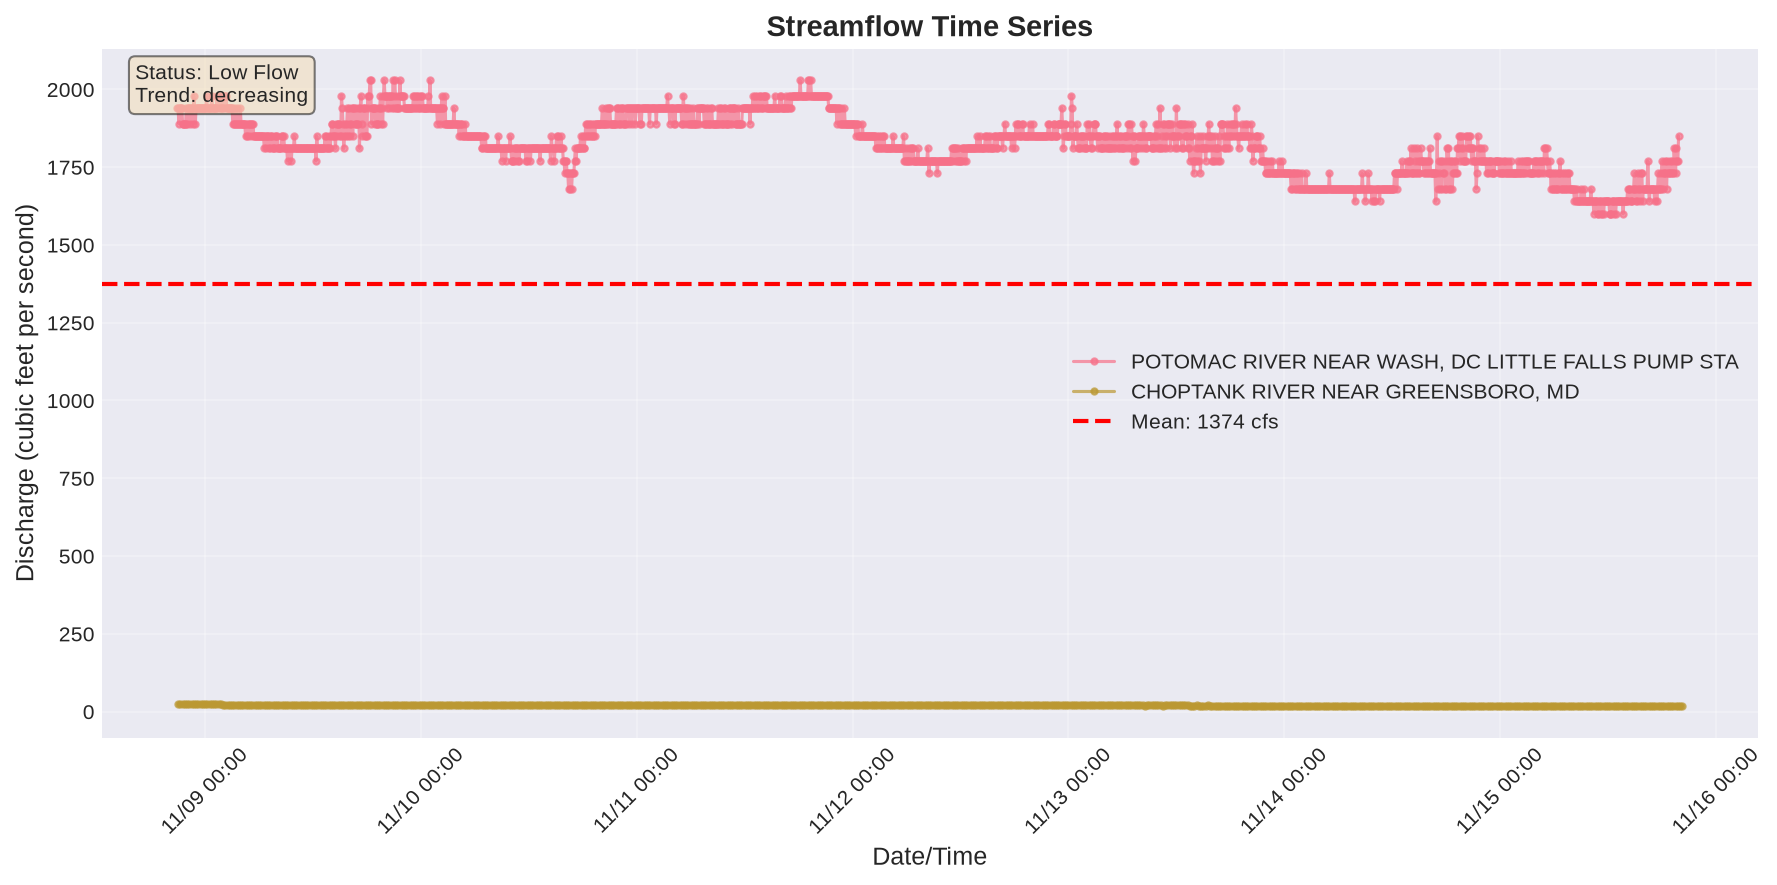 Streamflow Time Series
Status: Low Flow
Trend: decreasing
Discharge (cubic feet per second)
2000
1750
1500
1250
1000
750
500
250
0
POTOMAC RIVER NEAR WASH, DC LITTLE FALLS PUMP STA
CHOPTANK RIVER NEAR GREENSBORO, MD
Mean: 1374 cfs
11/09 00:00
11/10 00:00
11/11 00:00
11/12 00:00
11/13 00:00
11/14 00:00
11/15 00:00
11/16 00:00
Date/Time